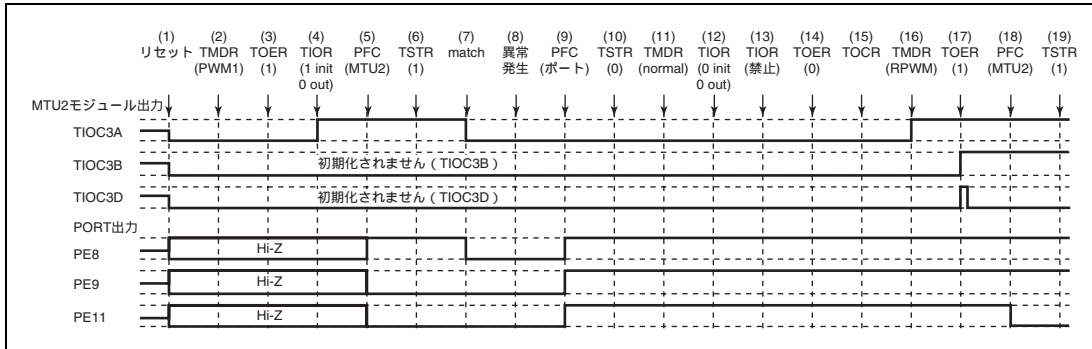 (1) (2) (3) (4) (5) (6) (7) (8) (9) (10) (11) (12) (13) (14) (15) (16) (17) (18) (19)
リセット TMDR TOER TIOR PFC TSTR match 異常 PFC TSTR TMDR TIOR TIOR TOER TOCR TMDR TOER PFC TSTR
(PWM1) (1) (1 init (MTU2) (1) 発生 (ポート) (0) (normal) (0 init (禁止) (0) (RPWM) (1) (MTU2) (1)
0 out) 0 out)
MTU2モジュール出力
TIOC3A
TIOC3B 初期化されません（TIOC3B）
TIOC3D 初期化されません（TIOC3D）
PORT出力
PE8 Hi-Z
PE9 Hi-Z
PE11 Hi-Z